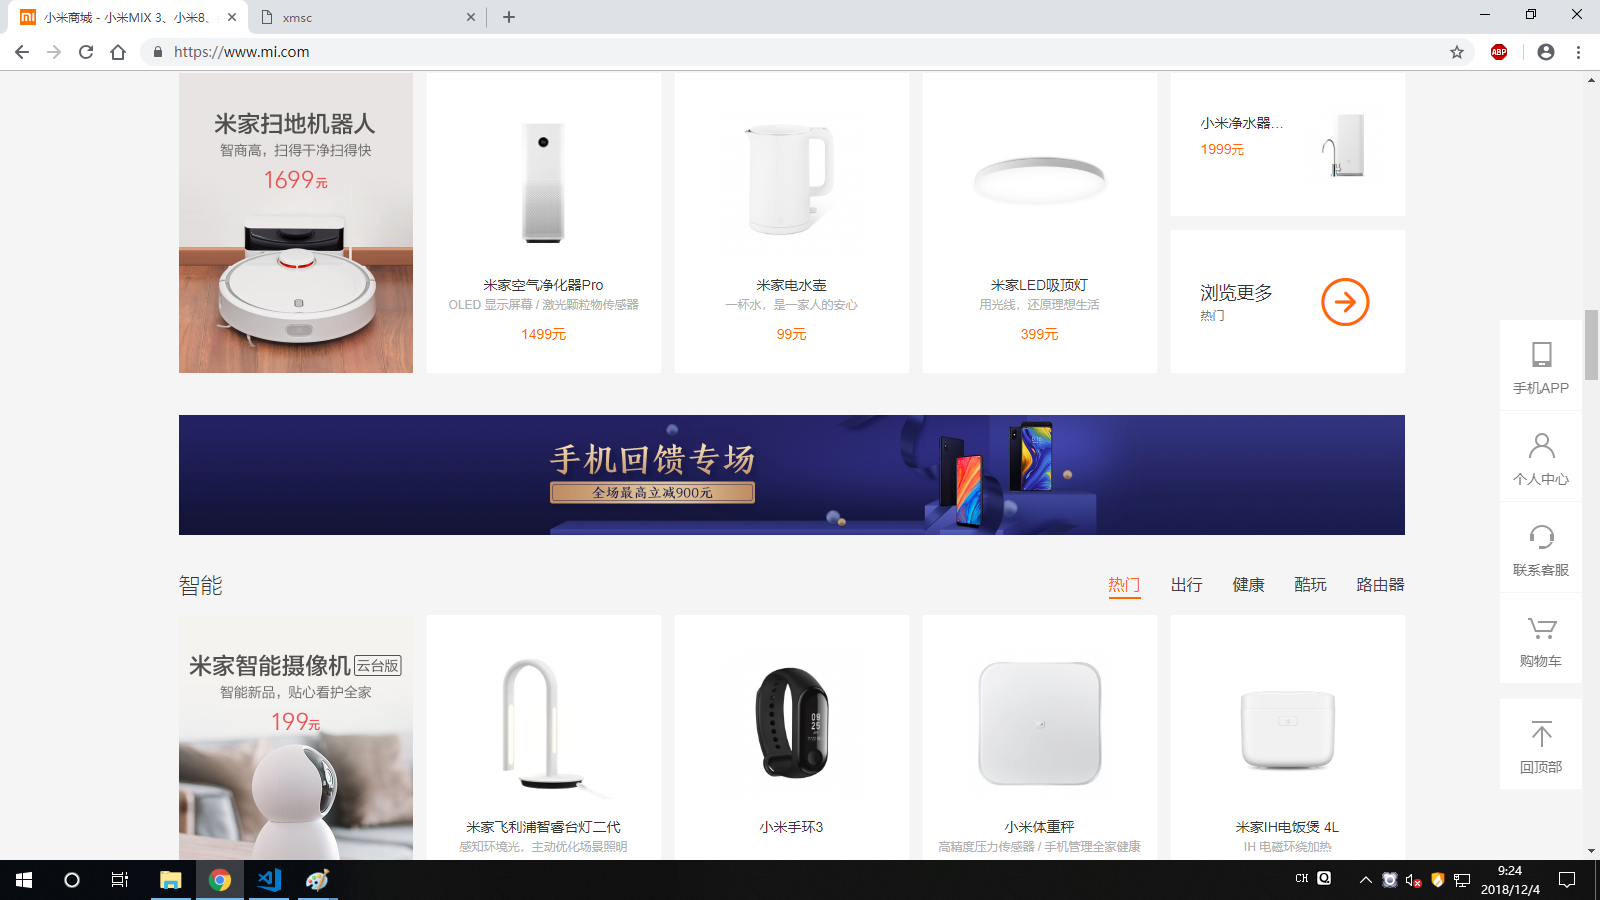 小米商城 - 小米MIX 3、小米8、
xmsc
https://www.mi.com
ABP
米家扫地机器人
智商高，扫得干净扫得快
1699元
米家空气净化器Pro
OLED 显示屏幕 / 激光颗粒物传感器
1499元
米家电水壶
一杯水，是一家人的安心
99元
米家LED吸顶灯
用光线，还原理想生活
399元
小米净水器...
1999元
浏览更多
热门
手机回馈专场
全场最高立减900元
手机APP
个人中心
联系客服
购物车
回顶部
智能
热门 出行 健康 酷玩 路由器
米家智能摄像机 云台版
智能新品，贴心看护全家
199元
米家飞利浦智睿台灯二代
感知环境光，主动优化场景照明
09
25
小米手环3
小米体重秤
高精度压力传感器 / 手机管理全家健康
米家IH电饭煲 4L
IH 电磁环绕加热
CH
9:24
2018/12/4